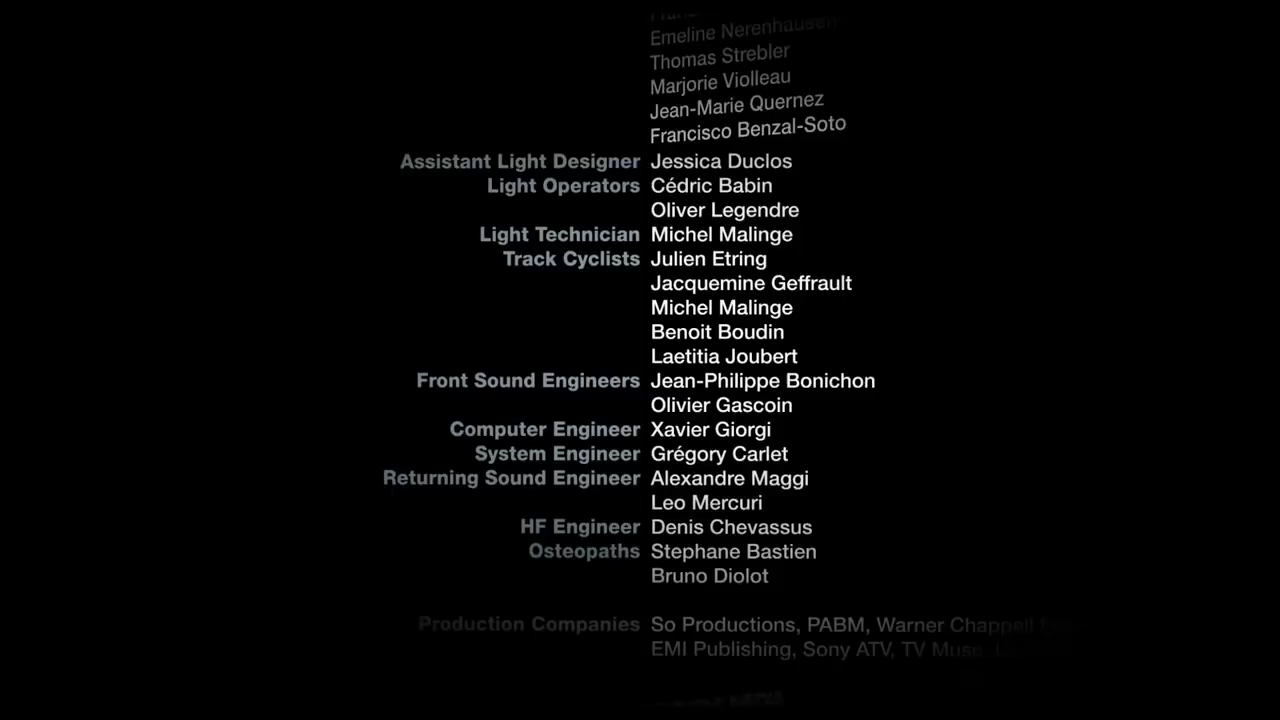 Emeline Nerenhausen
Thomas Strebler
Marjorie Violleau
Jean-Marie Quernez
Francisco Benzal-Soto
Assistant Light Designer Jessica Duclos
Light Operators Cédric Babin
Oliver Legendre
Light Technician Michel Malinge
Track Cyclists Julien Etring
Jacquemine Geffrault
Michel Malinge
Benoit Boudin
Laetitia Joubert
Front Sound Engineers Jean-Philippe Bonichon
Olivier Gascoin
Computer Engineer Xavier Giorgi
System Engineer Grégory Carlet
Returning Sound Engineer Alexandre Maggi
Leo Mercuri
HF Engineer Denis Chevassus
Osteopaths Stephane Bastien
Bruno Diolot
Production Companies So Productions, PABM, Warner Chappell
EMI Publishing, Sony ATV, TV Muse,